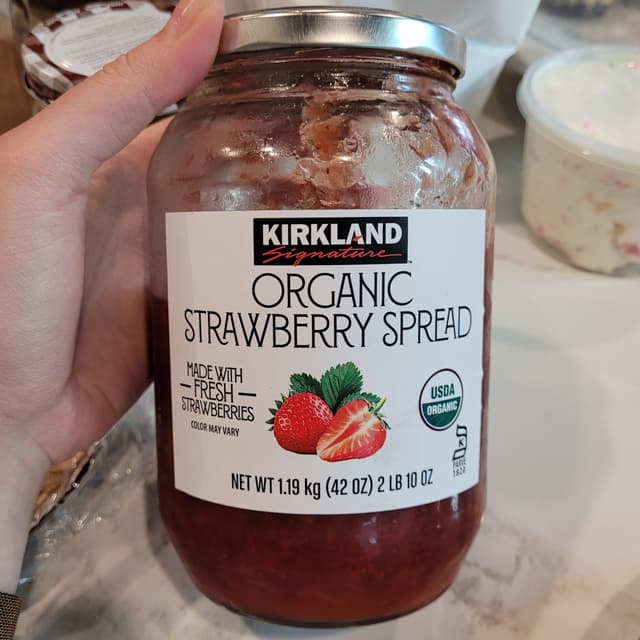 KIRKLAND
Signature
ORGANIC
STRAWBERRY SPREAD
MADE WITH
FRESH
STRAWBERRIES
COLOR MAY VARY
USDA
ORGANIC
K
PARVE
NET WT 1.19 kg (42 OZ) 2 LB 10 OZ